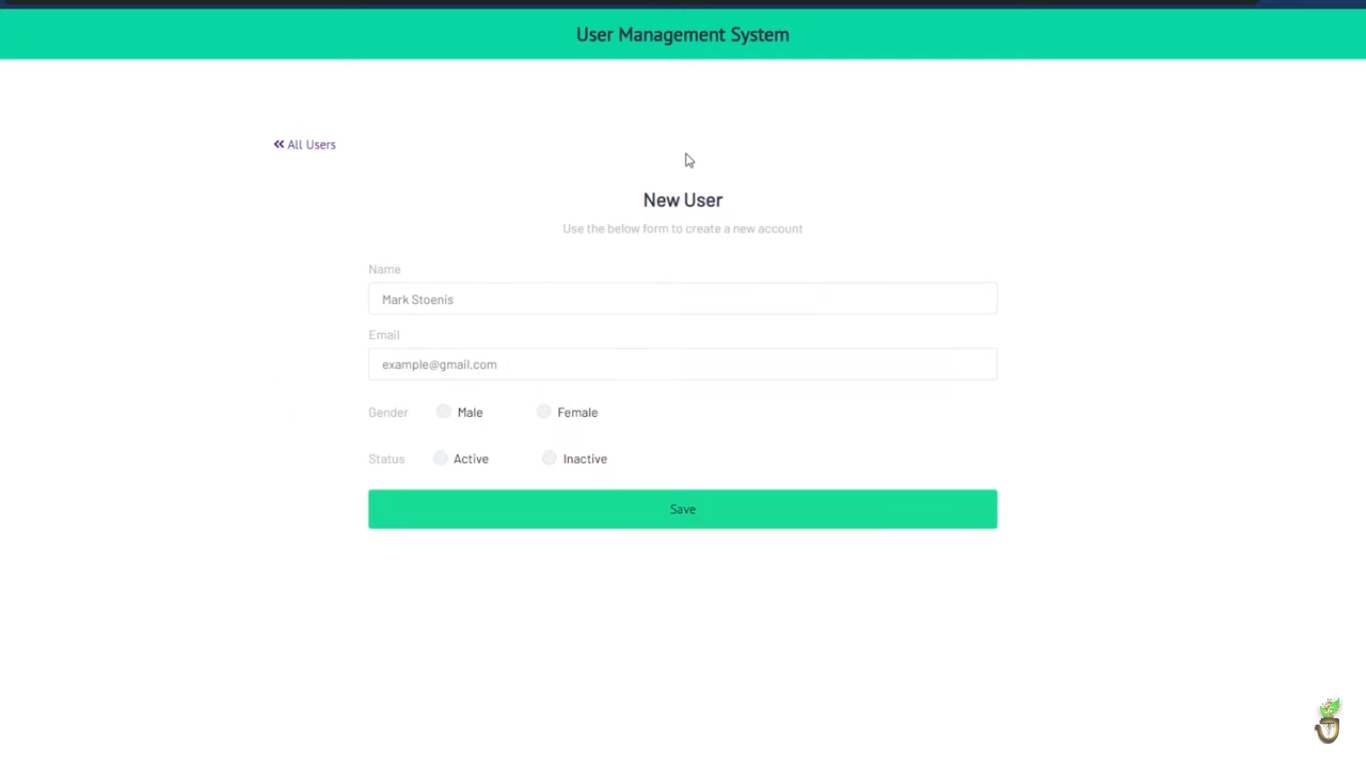 User Management System
All Users
New User
Use the below form to create a new account
Name
Mark Stoenis
Email
example@gmail.com
Gender Male Female
Status Active Inactive
Save